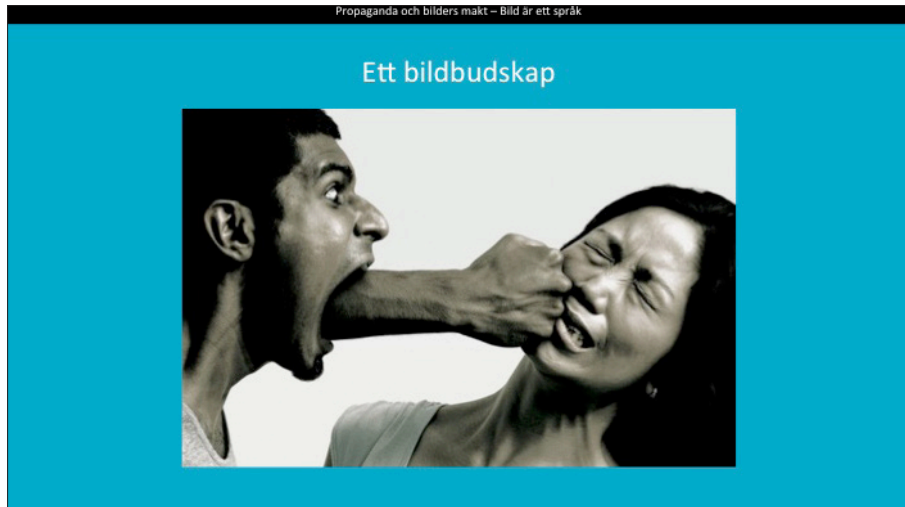 Propaganda och bilders makt – Bild är ett språk
Ett bildbudskap